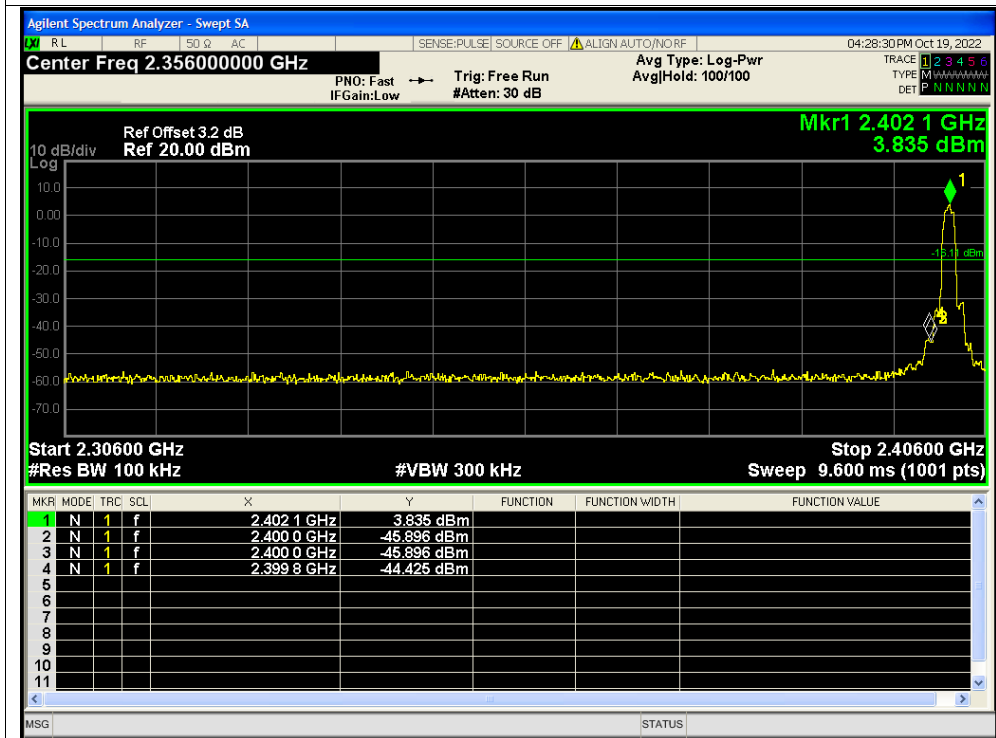 Agilent Spectrum Analyzer - Swept SA
LXI RL RF 50 Ω AC SENSE:PULSE SOURCE OFF ALIGN AUTO/NO RF 04:28:30 PM Oct 19, 2022
Center Freq 2.356000000 GHz
PNO: Fast
IFGain:Low
Trig: Free Run
#Atten: 30 dB
Avg Type: Log-Pwr
Avg|Hold: 100/100
TRACE 1 2 3 4 5 6
TYPE M
DET P N N N N N
Mkr1 2.402 1 GHz
3.835 dBm
Ref Offset 3.2 dB
10 dB/div Ref 20.00 dBm
Log
10.0
0.00
-10.0
-20.0
-30.0
-40.0
-50.0
-60.0
-70.0
1
-16.11 dBm
Start 2.30600 GHz Stop 2.40600 GHz
#Res BW 100 kHz #VBW 300 kHz Sweep 9.600 ms (1001 pts)
MKR MODE TRC SCL X Y FUNCTION FUNCTION WIDTH FUNCTION VALUE
1 N 1 f 2.402 1 GHz 3.835 dBm
2 N 1 f 2.400 0 GHz -45.896 dBm
3 N 1 f 2.400 0 GHz -45.896 dBm
4 N 1 f 2.399 8 GHz -44.425 dBm
5
6
7
8
9
10
11
MSG STATUS